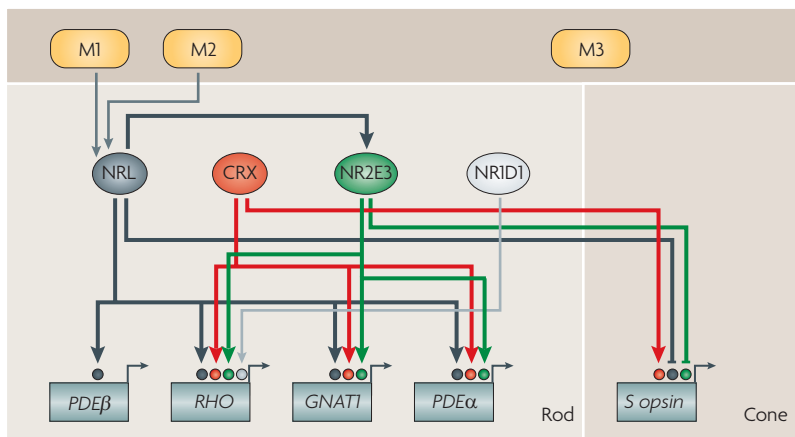 M1
M2
M3
NRL
CRX
NR2E3
NR1D1
PDEβ
RHO
GNAT1
PDEα
Rod
S opsin
Cone